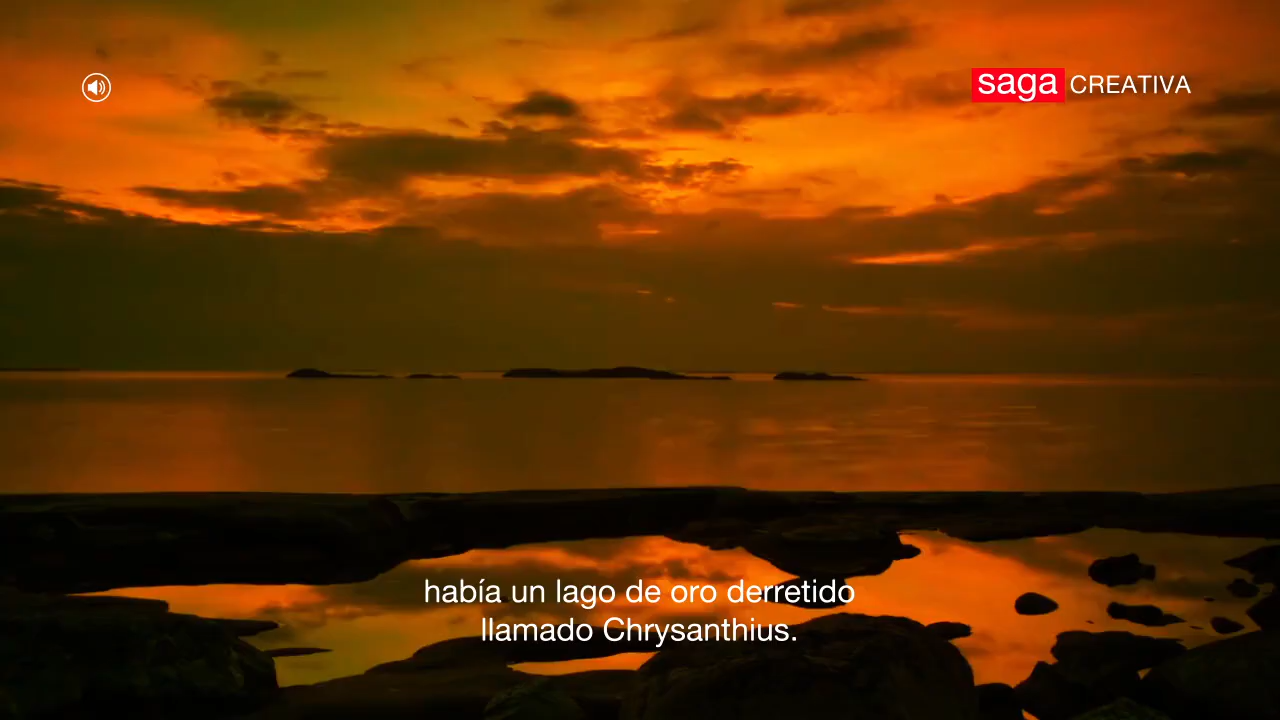 saga CREATIVA
había un lago de oro derretido
llamado Chrysanthius.